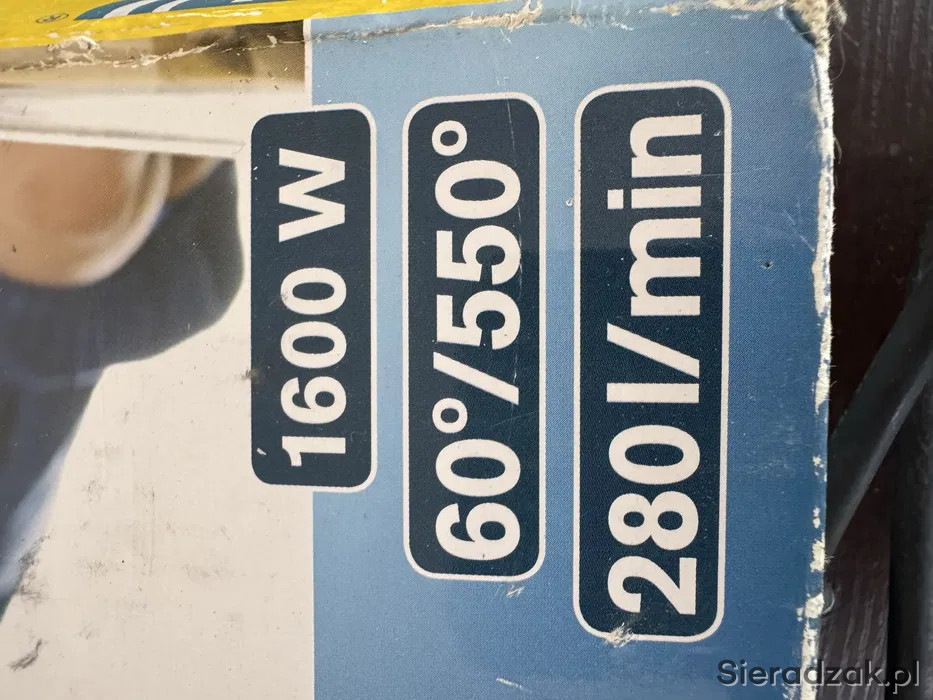 1600 W
60°/550°
280 l/min
Sieradzak.pl